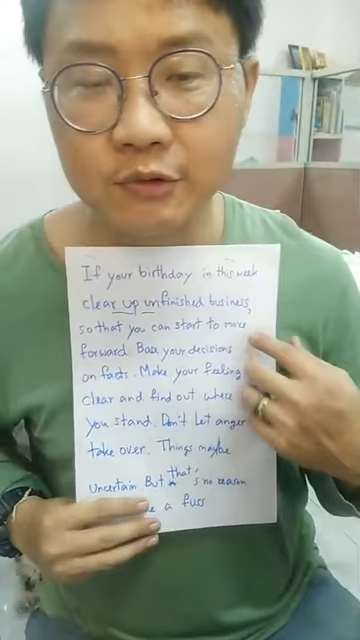 If your birthday in this week
clear up unfinished business,
so that you can start to move
forward Base your decisions
on facts. Make your feeling
clear and find out where
you stand. Don't let anger
take over. Things maybe
uncertain But that's no reason
a fuss